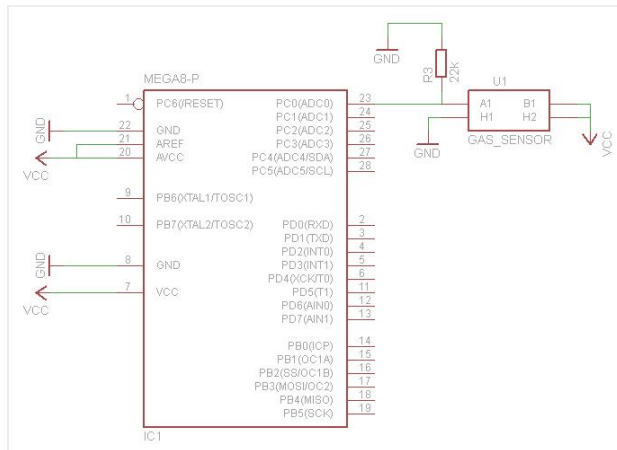 MEGA8-P
1
PC6(/RESET)
GND
22
GND
21
AREF
20
AVCC
VCC
9
PB6(XTAL1/TOSC1)
10
PB7(XTAL2/TOSC2)
GND
8
GND
7
VCC
VCC
PC0(ADC0)
23
PC1(ADC1)
24
PC2(ADC2)
25
PC3(ADC3)
26
PC4(ADC4/SDA)
27
PC5(ADC5/SCL)
28
PD0(RXD)
2
PD1(TXD)
3
PD2(INT0)
4
PD3(INT1)
5
PD4(XCK/T0)
6
PD5(T1)
11
PD6(AIN0)
12
PD7(AIN1)
13
PB0(ICP)
14
PB1(OC1A)
15
PB2(SS/OC1B)
16
PB3(MOSI/OC2)
17
PB4(MISO)
18
PB5(SCK)
19
IC1
GND
R3
22k
U1
A1 B1
H1 H2
GAS_SENSOR
GND
VCC